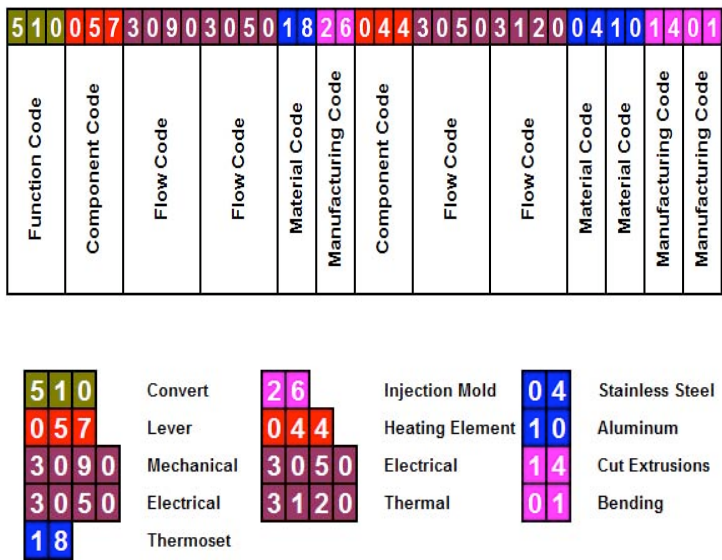 5100573090305018260443050312004101401
Function Code
Component Code
Flow Code
Flow Code
Material Code
Manufacturing Code
Component Code
Flow Code
Flow Code
Material Code
Material Code
Manufacturing Code
Manufacturing Code
510 Convert
057 Lever
3090 Mechanical
3050 Electrical
18 Thermoset
26 Injection Mold
044 Heating Element
3050 Electrical
3120 Thermal
04 Stainless Steel
10 Aluminum
14 Cut Extrusions
01 Bending